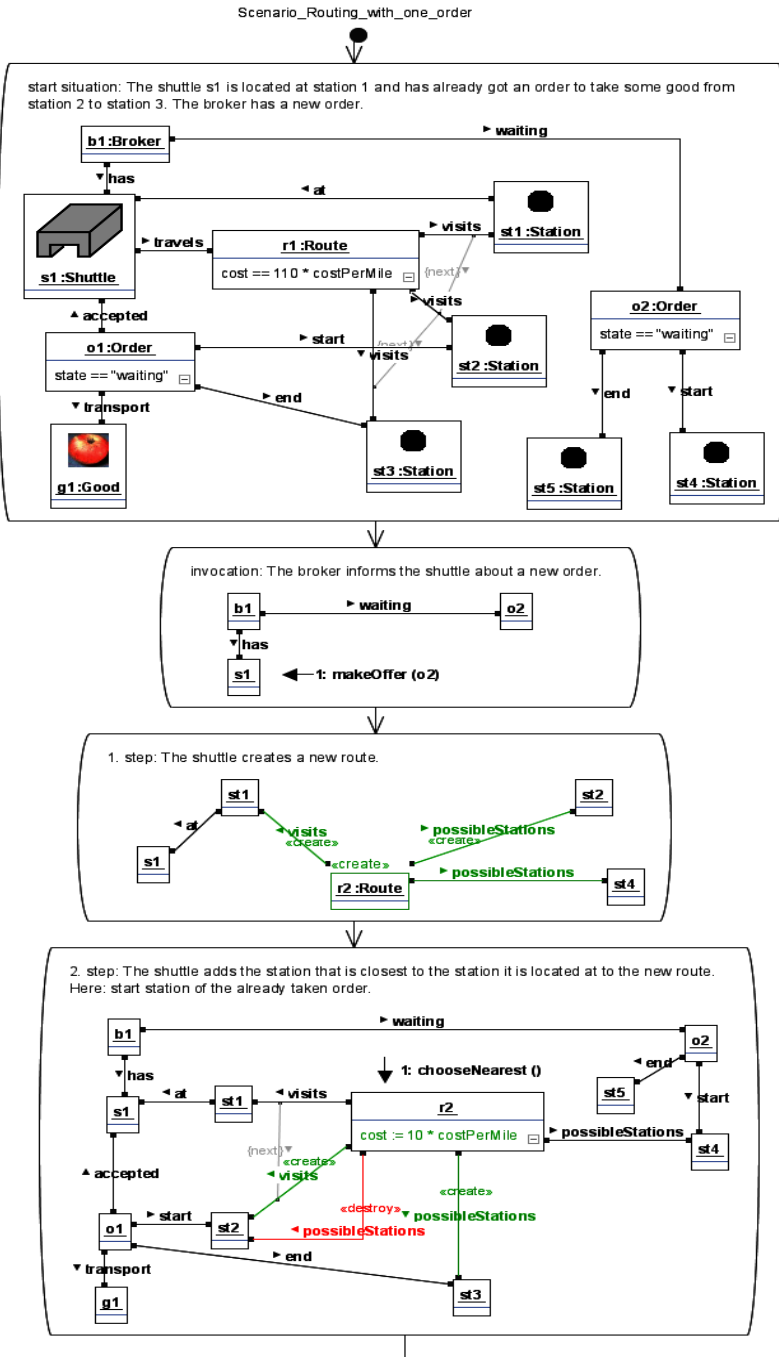 Scenario_Routing_with_one_order
start situation: The shuttle s1 is located at station 1 and has already got an order to take some good from
station 2 to station 3. The broker has a new order.
b1:Broker
waiting
has
at
s1 :Shuttle
travels
r1 :Route
cost == 110 * costPerMile
visits
st1 :Station
{next}
visits
accepted
o1 :Order
state == "waiting"
start
{next}
visits
st2 :Station
o2 :Order
state == "waiting"
end
transport
g1 :Good
st3 :Station
end
start
st5 :Station
st4 :Station
invocation: The broker informs the shuttle about a new order.
b1
waiting
o2
has
s1
1: makeOffer (o2)
1. step: The shuttle creates a new route.
st1
st2
at
visits
«create»
possibleStations
«create»
s1
«create»
r2 :Route
possibleStations
st4
2. step: The shuttle adds the station that is closest to the station it is located at to the new route.
Here: start station of the already taken order.
b1
waiting
o2
has
1: chooseNearest ()
end
s1
at
st1
visits
r2
cost := 10 * costPerMile
st5
start
possibleStations
st4
{next}
«create»
visits
accepted
«create»
«destroy»
possibleStations
possibleStations
o1
start
st2
end
transport
g1
st3